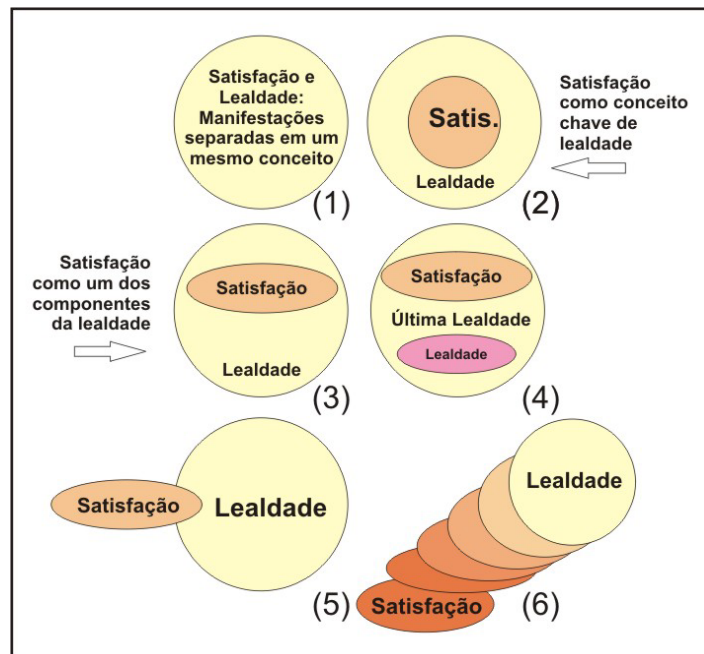 Satisfação e
Lealdade:
Manifestações
separadas em um
mesmo conceito
(1)
Satis.
Lealdade
(2)
Satisfação
como conceito
chave de
lealdade
Satisfação
como um dos
componentes
da lealdade
Satisfação
Lealdade
(3)
Satisfação
Última Lealdade
Lealdade
(4)
Satisfação
Lealdade
(5)
Lealdade
Satisfação
(6)